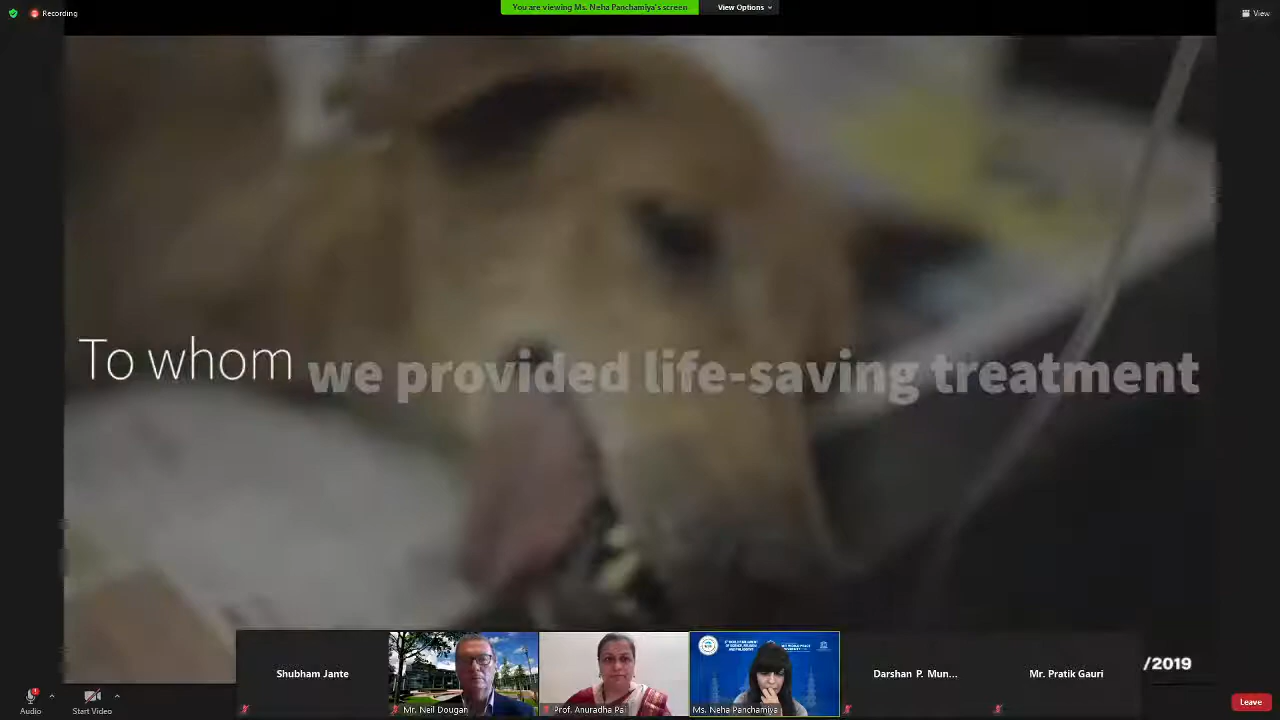 Recording
You are viewing Ms. Neha Panchamiya's screen
View Options
View
To whom we provided life-saving treatment
/2019
Shubham Jante
Mr. Neil Dougan
Prof. Anuradha Pai
Ms. Neha Panchamiya
Darshan P. Mun...
Mr. Pratik Gauri
Audio
Start Video
Leave